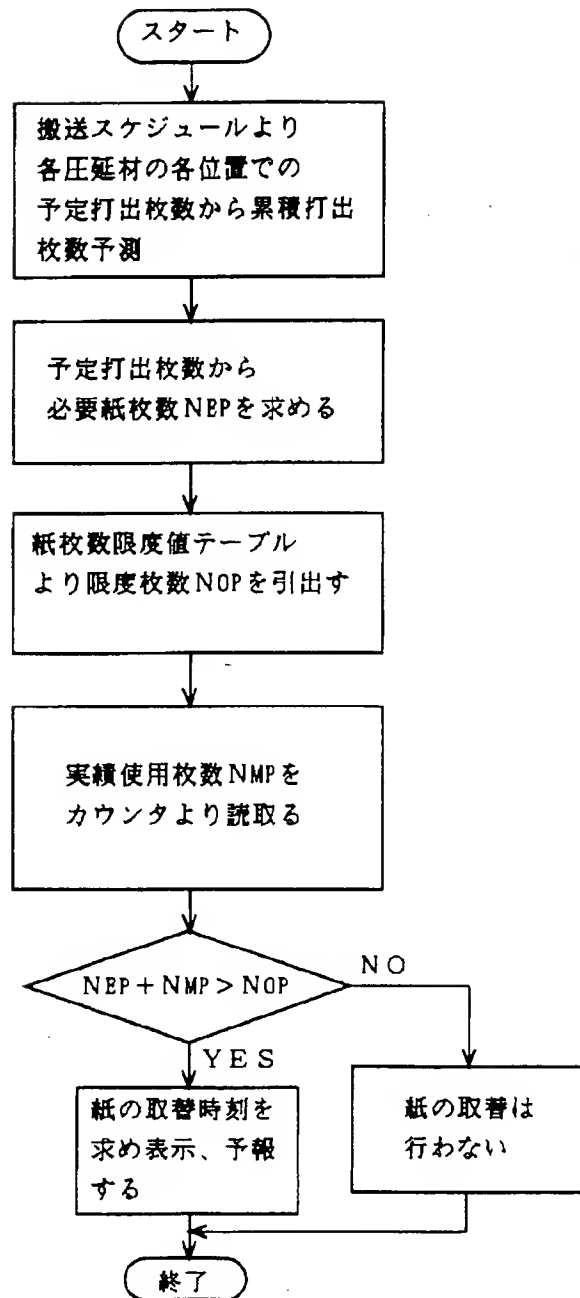 スタート
搬送スケジュールより
各圧延材の各位置での
予定打出枚数から累積打出
枚数予測
予定打出枚数から
必要紙枚数NEPを求める
紙枚数限度値テーブル
より限度枚数NOPを引出す
実績使用枚数NMPを
カウンタより読取る
NEP+NMP>NOP
NO
YES
紙の取替時刻を
求め表示、予報
する
紙の取替は
行わない
終了